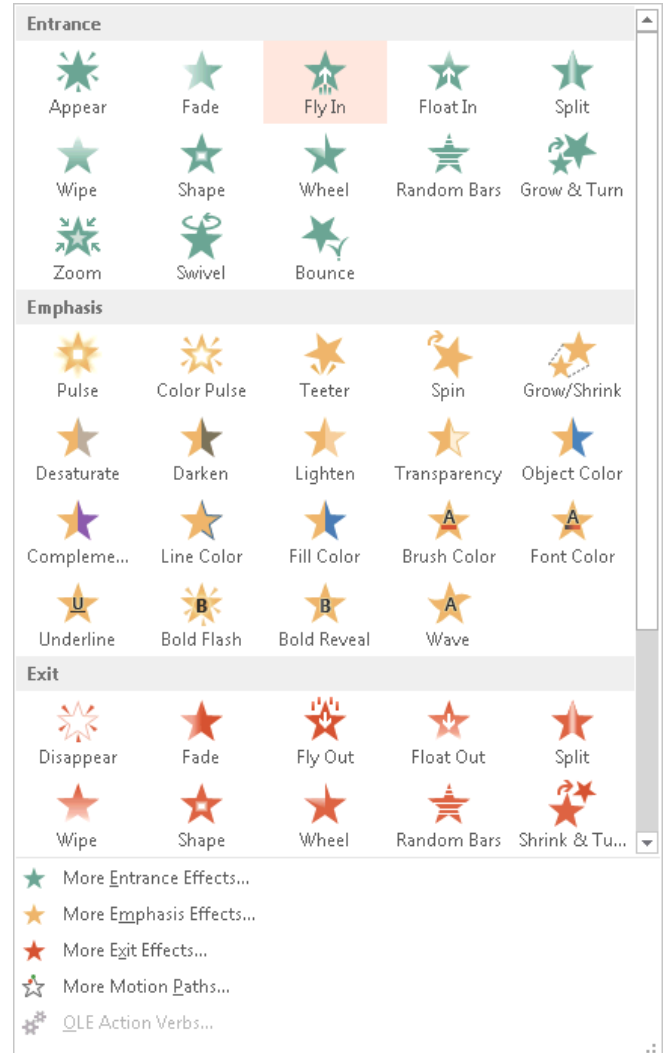 Entrance
Appear Fade Fly In Float In Split
Wipe Shape Wheel Random Bars Grow & Turn
Zoom Swivel Bounce
Emphasis
Pulse Color Pulse Teeter Spin Grow/Shrink
Desaturate Darken Lighten Transparency Object Color
Compleme... Line Color Fill Color Brush Color Font Color
Underline Bold Flash Bold Reveal Wave
Exit
Disappear Fade Fly Out Float Out Split
Wipe Shape Wheel Random Bars Shrink & Tu...
More Entrance Effects...
More Emphasis Effects...
More Exit Effects...
More Motion Paths...
OLE Action Verbs...